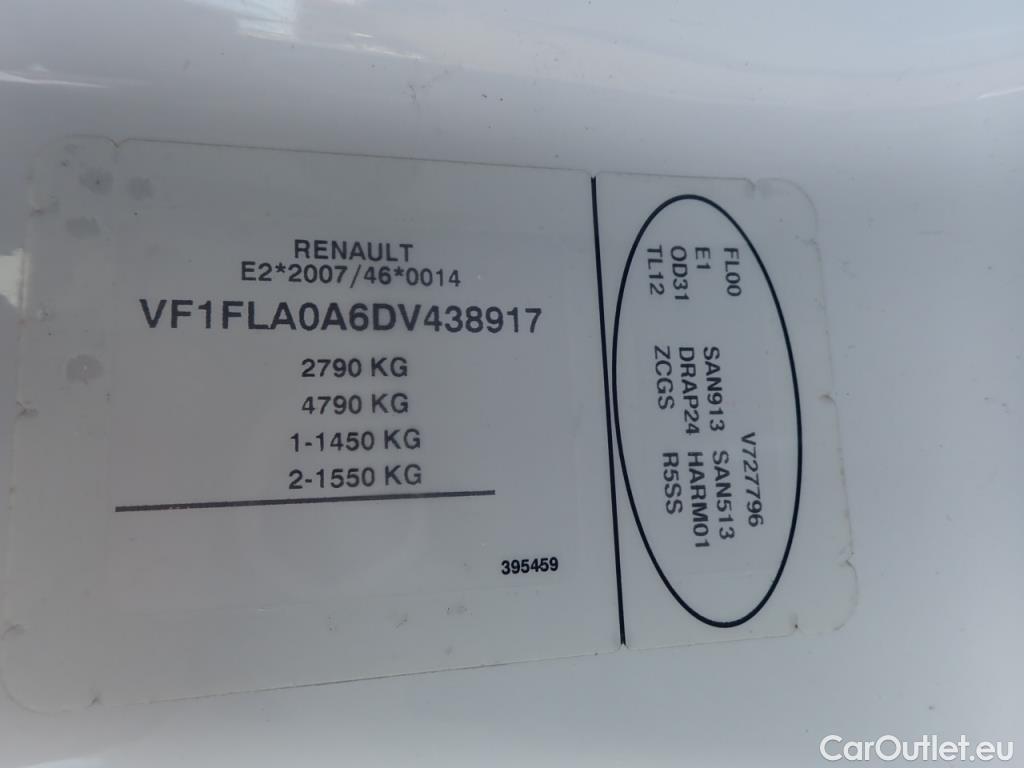 RENAULT
E2*2007/46*0014
VF1FLA0A6DV438917
2790 KG
4790 KG
1-1450 KG
2-1550 KG
395459
V727796
FL00 SAN913 SAN513
E1 DRAP24 HARM01
OD31 ZCGS R5SS
TL12
CarOutlet.eu